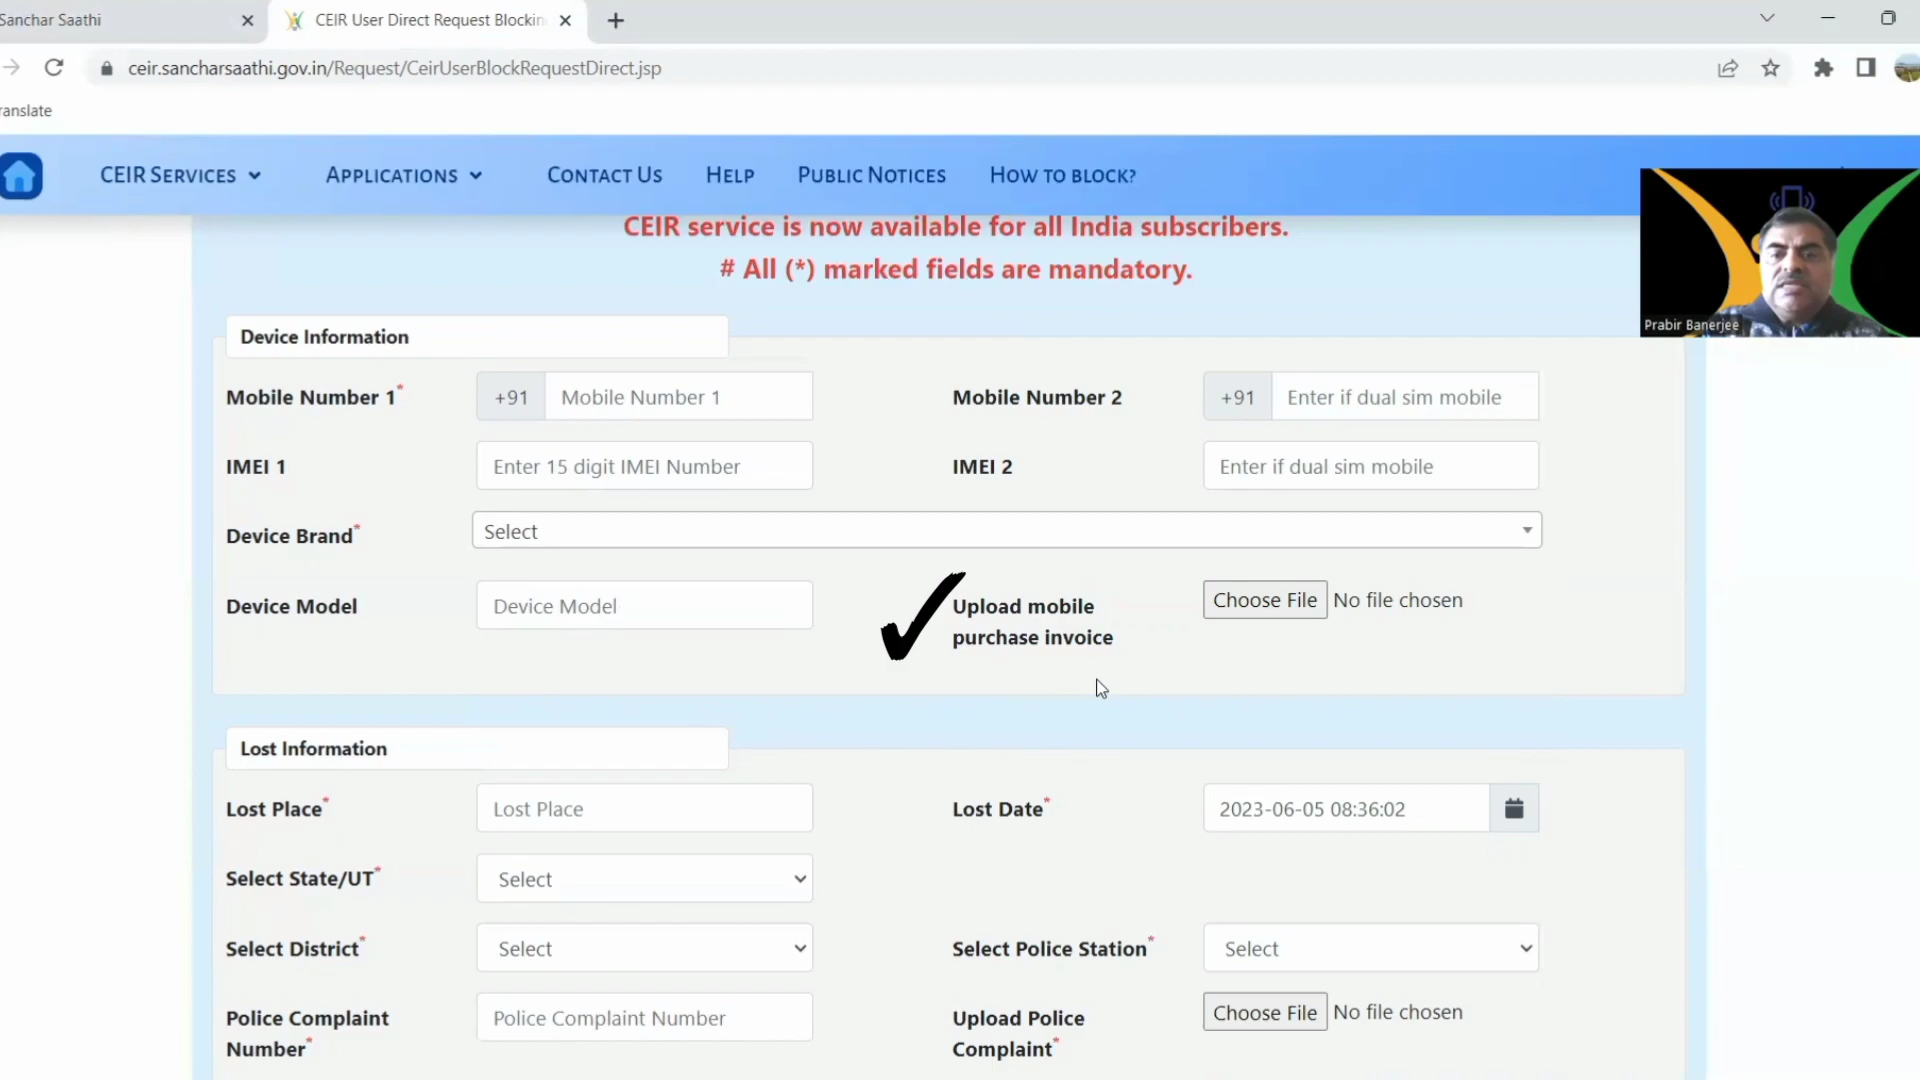 Sanchar Saathi
CEIR User Direct Request Blockin
ceir.sancharsaathi.gov.in/Request/CeirUserBlockRequestDirect.jsp
ranslate
CEIR SERVICES APPLICATIONS CONTACT US HELP PUBLIC NOTICES HOW TO BLOCK?
CEIR service is now available for all India subscribers.
# All (*) marked fields are mandatory.
Prabir Banerjee
Device Information
Mobile Number 1* +91 Mobile Number 1 Mobile Number 2 +91 Enter if dual sim mobile
IMEI 1 Enter 15 digit IMEI Number IMEI 2 Enter if dual sim mobile
Device Brand* Select
Device Model Device Model Upload mobile Choose File No file chosen
purchase invoice
Lost Information
Lost Place* Lost Place Lost Date* 2023-06-05 08:36:02
Select State/UT* Select
Select District* Select Select Police Station* Select
Police Complaint Police Complaint Number Upload Police Choose File No file chosen
Number* Complaint*